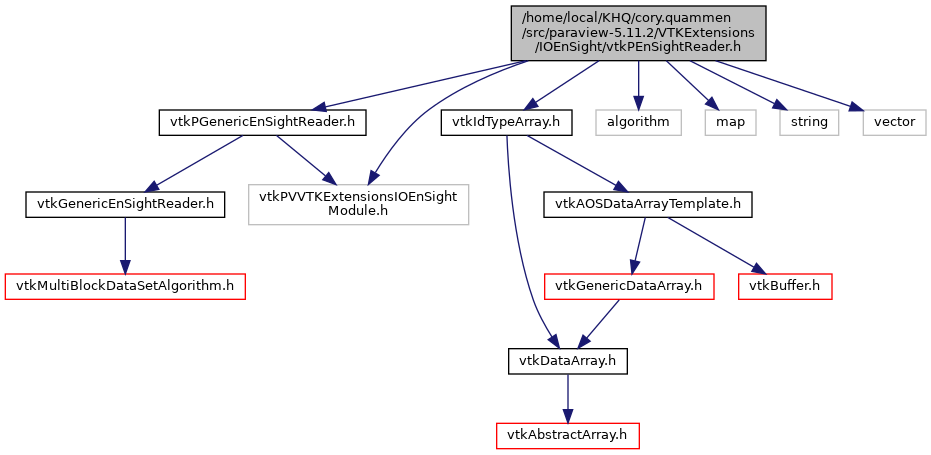 /home/local/KHQ/cory.quammen
/src/paraview-5.11.2/VTKExtensions
/IOEnSight/vtkPEnSightReader.h
vtkPGenericEnSightReader.h
vtkIdTypeArray.h
algorithm
map
string
vector
vtkGenericEnSightReader.h
vtkPVVTKExtensionsIOEnSight
Module.h
vtkAOSDataArrayTemplate.h
vtkMultiBlockDataSetAlgorithm.h
vtkGenericDataArray.h
vtkBuffer.h
vtkDataArray.h
vtkAbstractArray.h